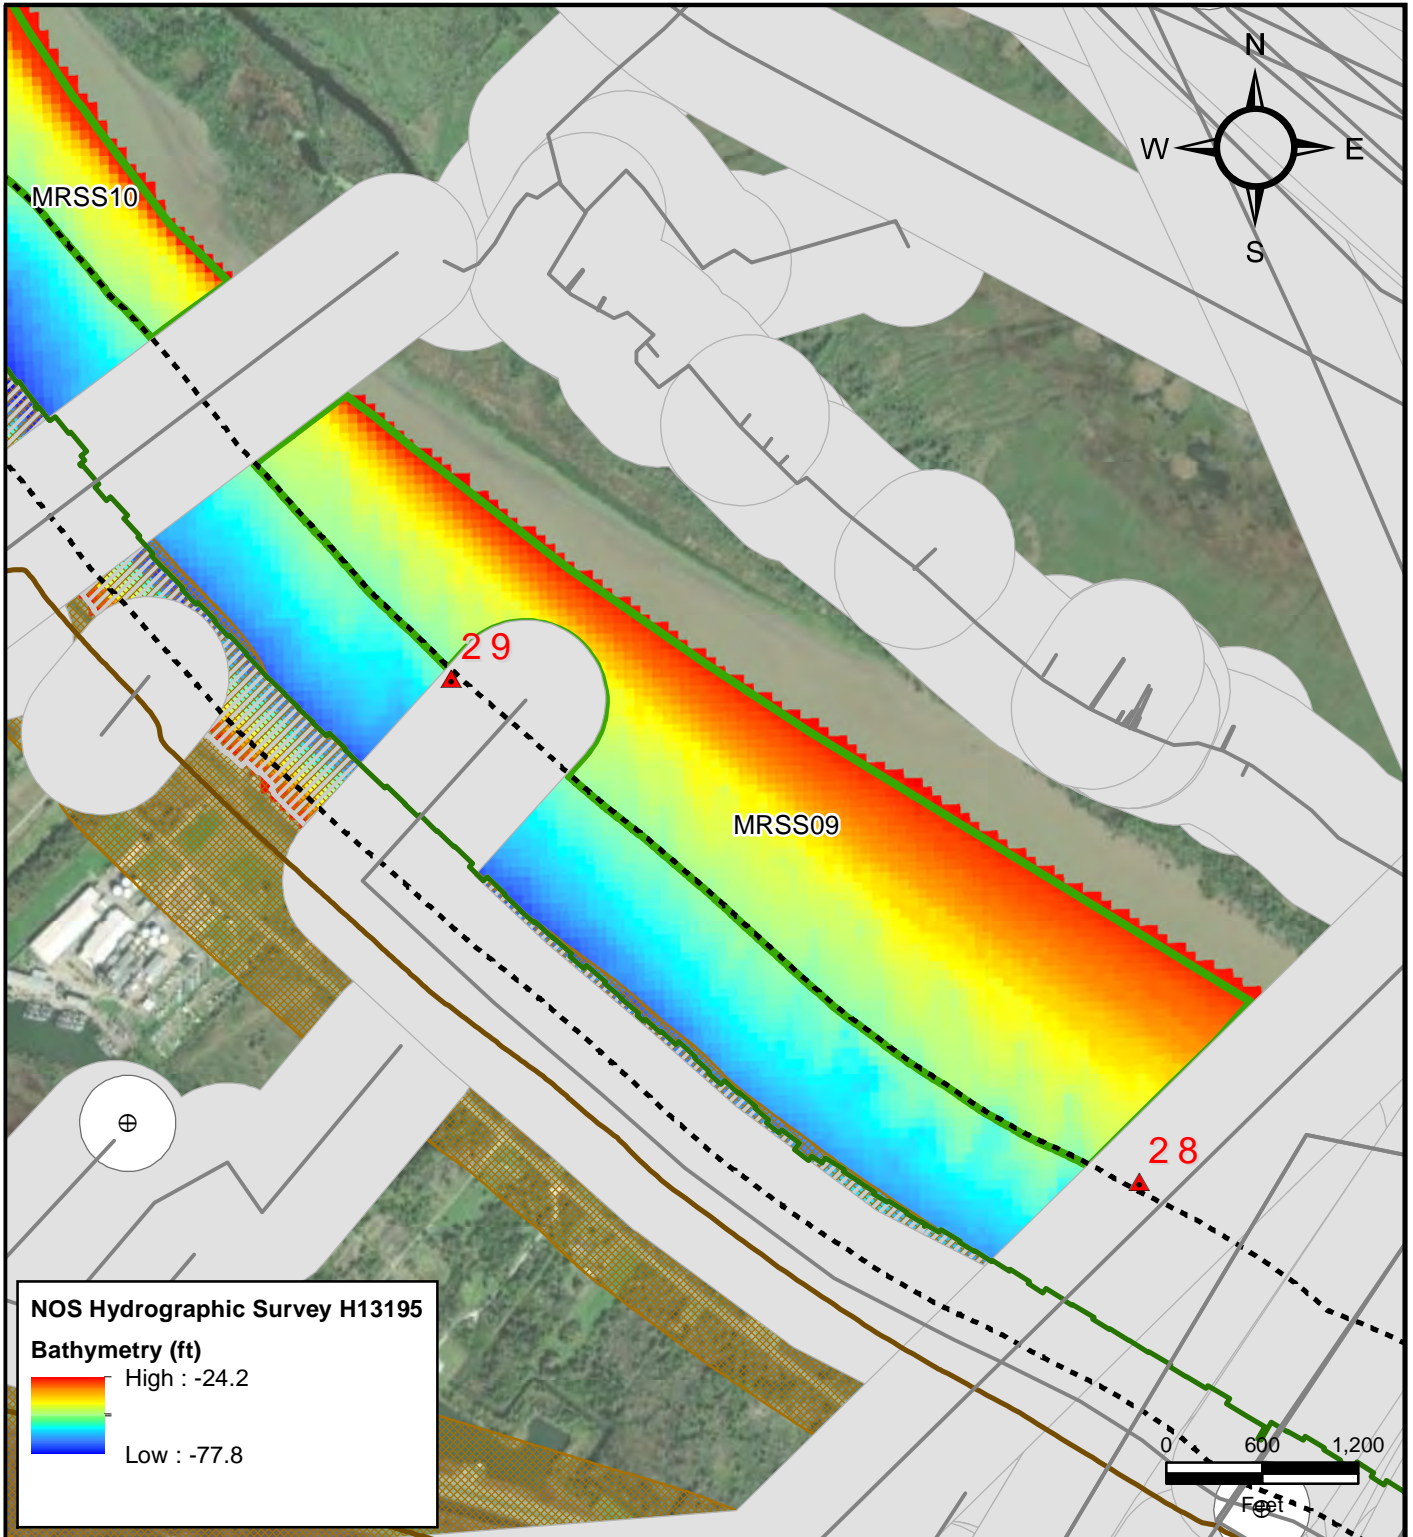 N
W E
S
MRSS10
29
MRSS09
28
NOS Hydrographic Survey H13195
Bathymetry (ft)
High : -24.2
Low : -77.8
0 600 1,200
Feet